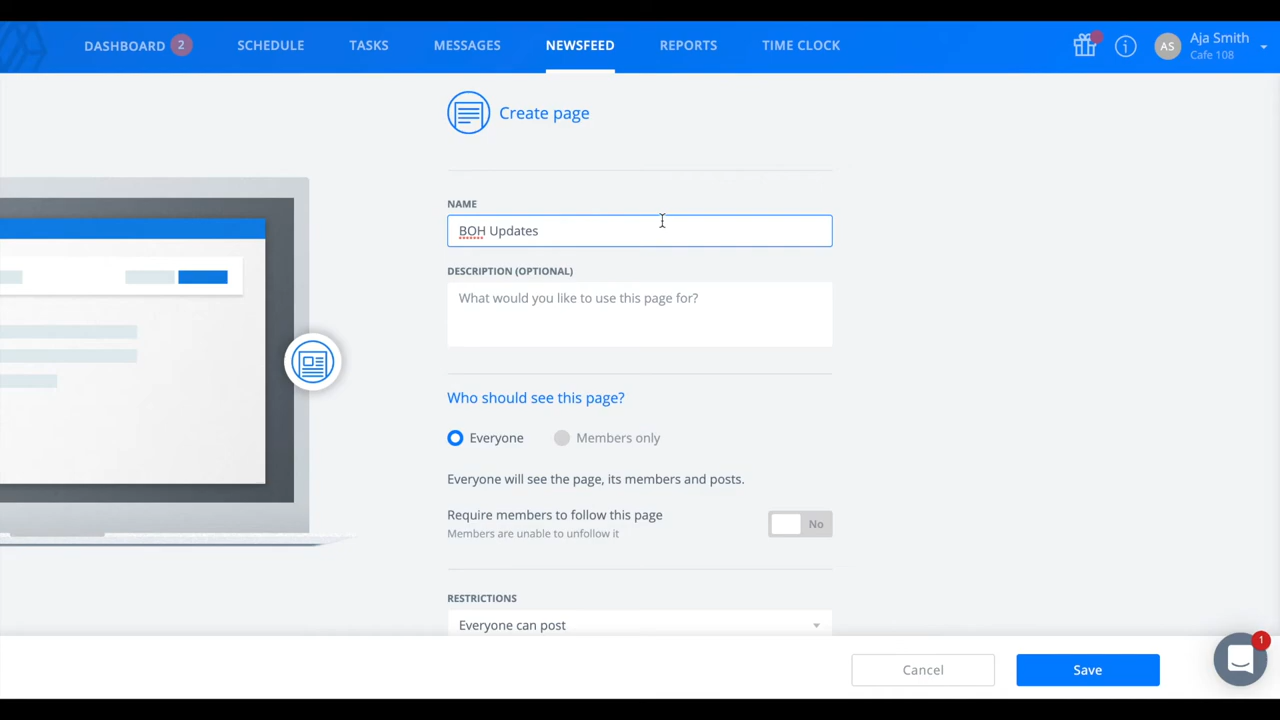 DASHBOARD 2 SCHEDULE TASKS MESSAGES NEWSFEED REPORTS TIME CLOCK AS Aja Smith
Cafe 108
Create page
NAME
BOH Updates
DESCRIPTION (OPTIONAL)
What would you like to use this page for?
Who should see this page?
Everyone Members only
Everyone will see the page, its members and posts.
Require members to follow this page No
Members are unable to unfollow it
RESTRICTIONS
Everyone can post
Cancel Save 1